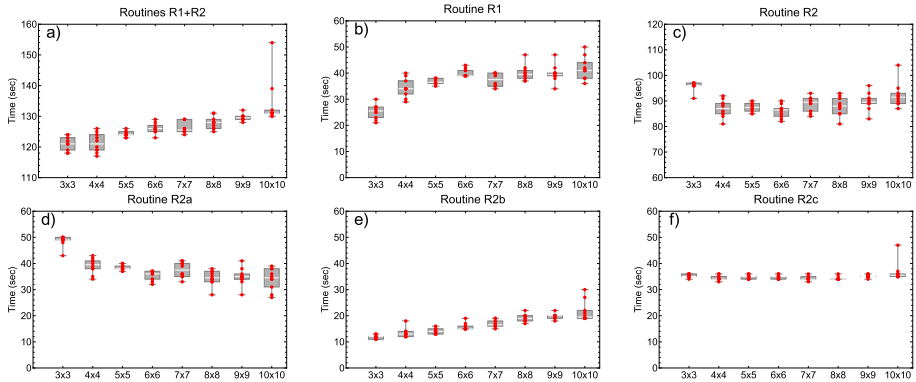 Routines R1+R2
Routine R1
Routine R2
a)
b)
c)
Time (sec)
160
150
140
130
120
110
3x3 4x4 5x5 6x6 7x7 8x8 9x9 10x10
Time (sec)
60
50
40
30
20
10
0
3x3 4x4 5x5 6x6 7x7 8x8 9x9 10x10
Time (sec)
120
110
100
90
80
70
60
3x3 4x4 5x5 6x6 7x7 8x8 9x9 10x10
Routine R2a
Routine R2b
Routine R2c
d)
e)
f)
Time (sec)
60
50
40
30
20
10
0
3x3 4x4 5x5 6x6 7x7 8x8 9x9 10x10
Time (sec)
60
50
40
30
20
10
0
3x3 4x4 5x5 6x6 7x7 8x8 9x9 10x10
Time (sec)
60
50
40
30
20
10
0
3x3 4x4 5x5 6x6 7x7 8x8 9x9 10x10